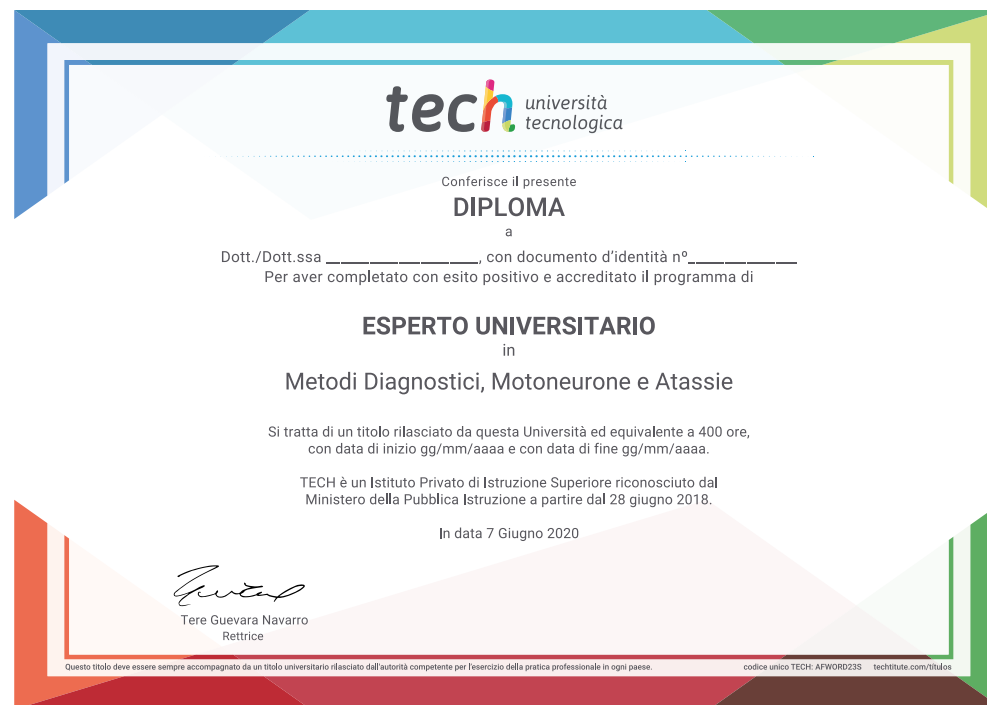 tech università
tecnologica
Conferisce il presente
DIPLOMA
a
Dott./Dott.ssa ________________, con documento d'identità nº____________
Per aver completato con esito positivo e accreditato il programma di
ESPERTO UNIVERSITARIO
in
Metodi Diagnostici, Motoneurone e Atassie
Si tratta di un titolo rilasciato da questa Università ed equivalente a 400 ore,
con data di inizio gg/mm/aaaa e con data di fine gg/mm/aaaa.
TECH è un Istituto Privato di Istruzione Superiore riconosciuto dal
Ministero della Pubblica Istruzione a partire dal 28 giugno 2018.
In data 7 Giugno 2020
Tere Guevara Navarro
Rettrice
Questo titolo deve essere sempre accompagnato da un titolo universitario rilasciato dall'autorità competente per l'esercizio della pratica professionale in ogni paese.
codice unico TECH: AFWORD23S techtitute.com/titulos